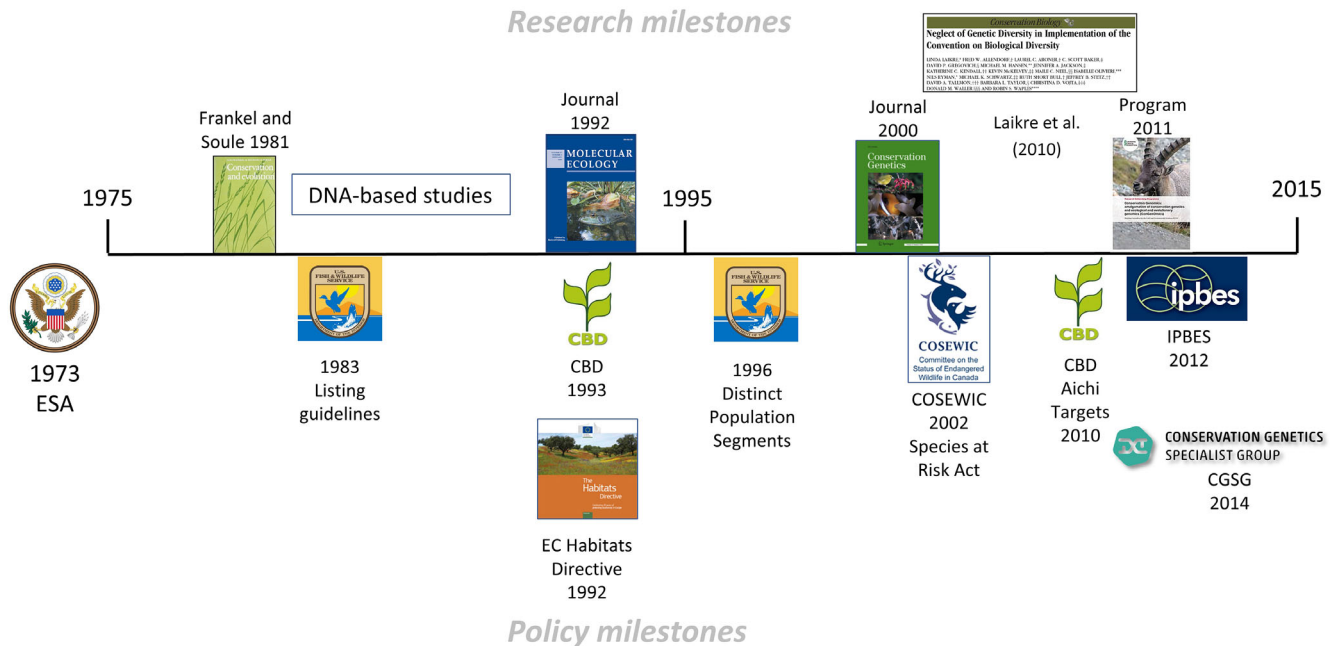 Research milestones
Conservation Biology
Neglect of Genetic Diversity in Implementation of the
Convention on Biological Diversity
Frankel and
Soule 1981
Conservation
and evolution
DNA-based studies
Journal
1992
MOLECULAR
ECOLOGY
Journal
2000
Conservation
Genetics
Laikre et al.
(2010)
Program
2011
1975
1995
2015
1973
ESA
U.S.
FISH & WILDLIFE
SERVICE
1983
Listing
guidelines
CBD
CBD
1993
The
Habitats
Directive
EC Habitats
Directive
1992
U.S.
FISH & WILDLIFE
SERVICE
1996
Distinct
Population
Segments
COSEWIC
Committee on the
Status of Endangered
Wildlife in Canada
COSEWIC
2002
Species at
Risk Act
CBD
CBD
Aichi
Targets
2010
ipbes
IPBES
2012
CONSERVATION GENETICS
SPECIALIST GROUP
CGSG
2014
Policy milestones